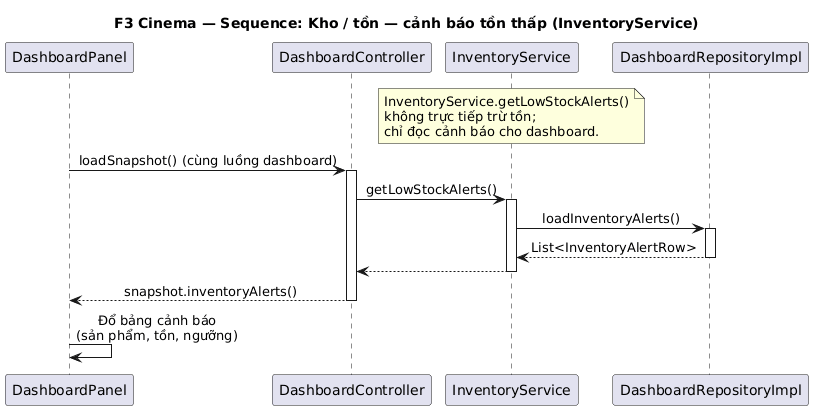 F3 Cinema — Sequence: Kho / tồn — cảnh báo tồn thấp (InventoryService)
DashboardPanel
DashboardController
InventoryService
DashboardRepositoryImpl
InventoryService.getLowStockAlerts()
không trực tiếp trừ tồn;
chỉ đọc cảnh báo cho dashboard.
loadSnapshot() (cùng luồng dashboard)
getLowStockAlerts()
loadInventoryAlerts()
List<InventoryAlertRow>
snapshot.inventoryAlerts()
Đổ bảng cảnh báo
(sản phẩm, tồn, ngưỡng)
DashboardPanel
DashboardController
InventoryService
DashboardRepositoryImpl